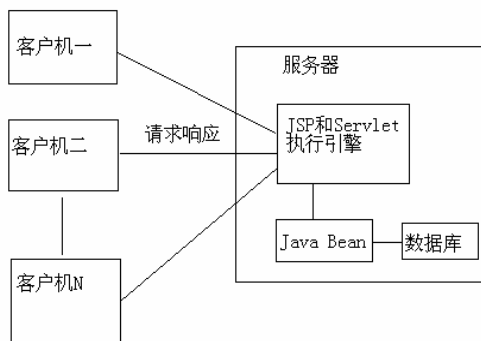 客户机一
服务器
JSP和Servlet
执行引擎
请求响应
客户机二
Java Bean
数据库
客户机N